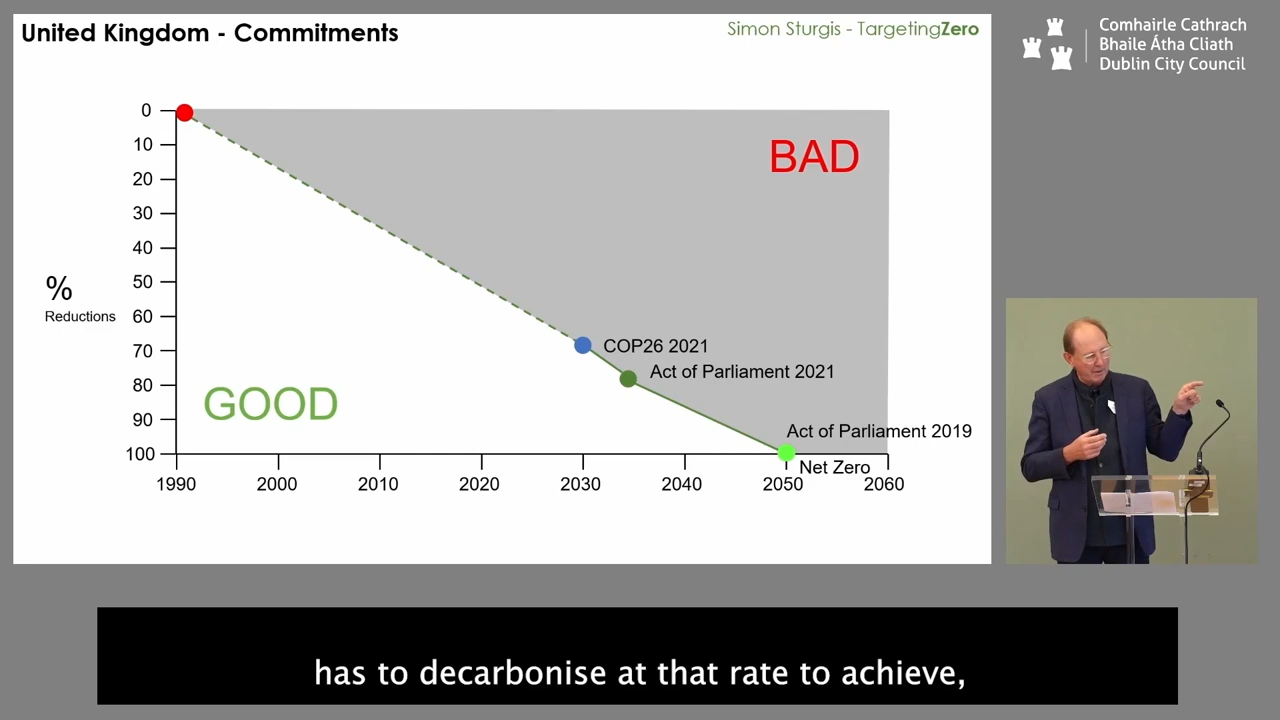 United Kingdom - Commitments
Simon Sturgis - TargetingZero
Comhairle Cathrach
Bhaile Átha Cliath
Dublin City Council
0
10
20
30
40
50
60
70
80
90
100
%
Reductions
BAD
GOOD
COP26 2021
Act of Parliament 2021
Act of Parliament 2019
Net Zero
1990
2000
2010
2020
2030
2040
2050
2060
has to decarbonise at that rate to achieve,